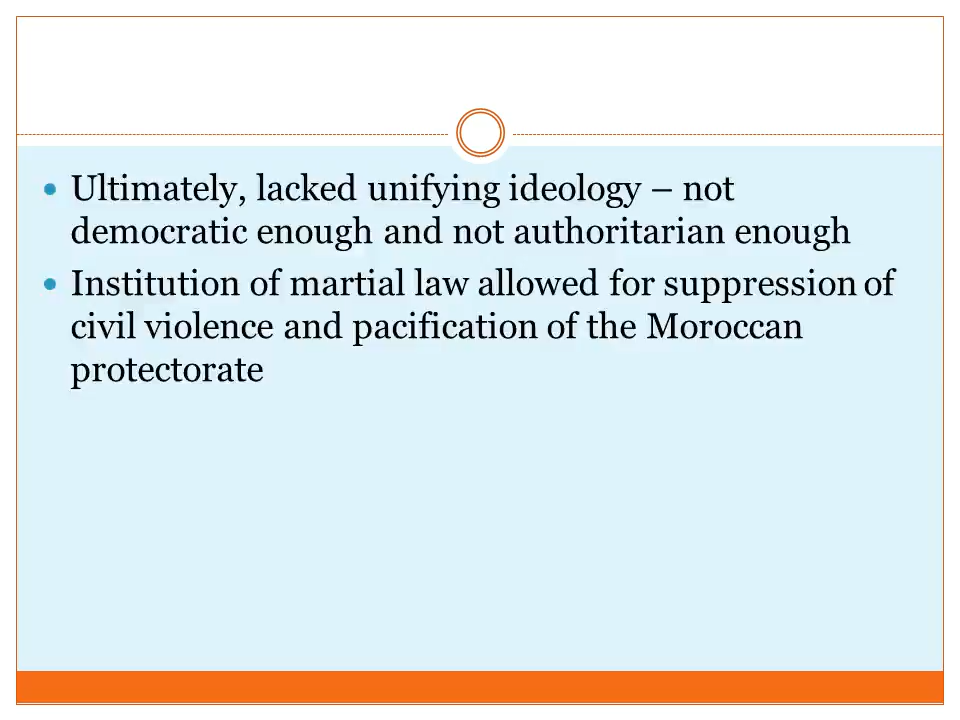 Ultimately, lacked unifying ideology – not
democratic enough and not authoritarian enough
Institution of martial law allowed for suppression of
civil violence and pacification of the Moroccan
protectorate